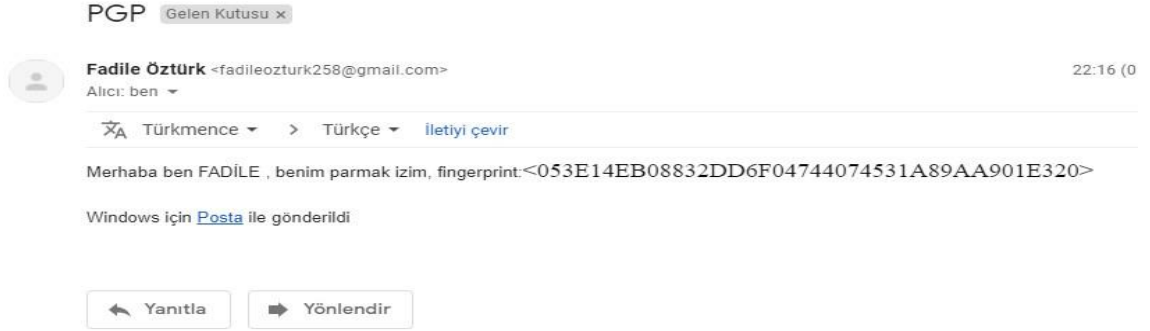 PGP Gelen Kutusu x
Fadile Öztürk <fadileozturk258@gmail.com> 22:16 (0
Alıcı: ben
Türkmence > Türkçe İletiyi çevir
Merhaba ben FADİLE , benim parmak izim, fingerprint:<053E14EB08832DD6F04744074531A89AA901E320>
Windows için Posta ile gönderildi
Yanıtla Yönlendir